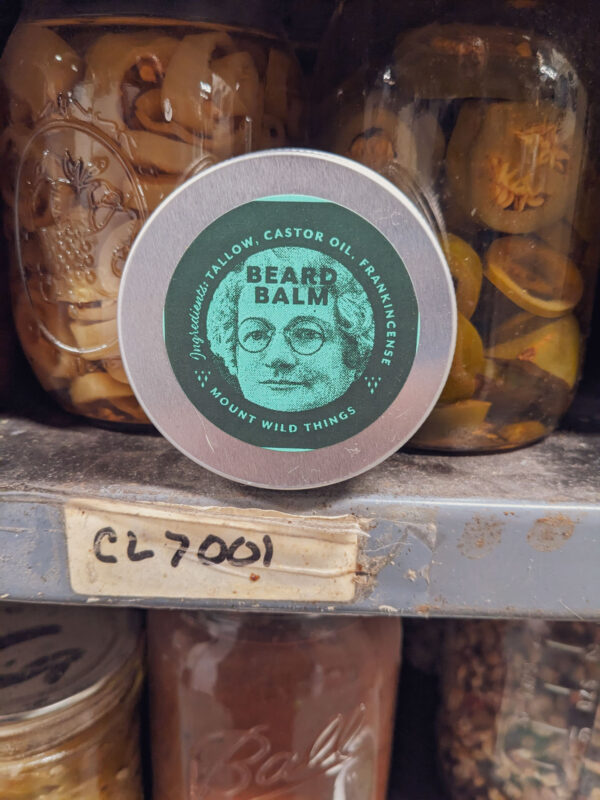 Ingredients: TALLOW, CASTOR OIL, FRANKINCENSE
BEARD
BALM
MOUNT WILD THINGS
CL7001
Ball